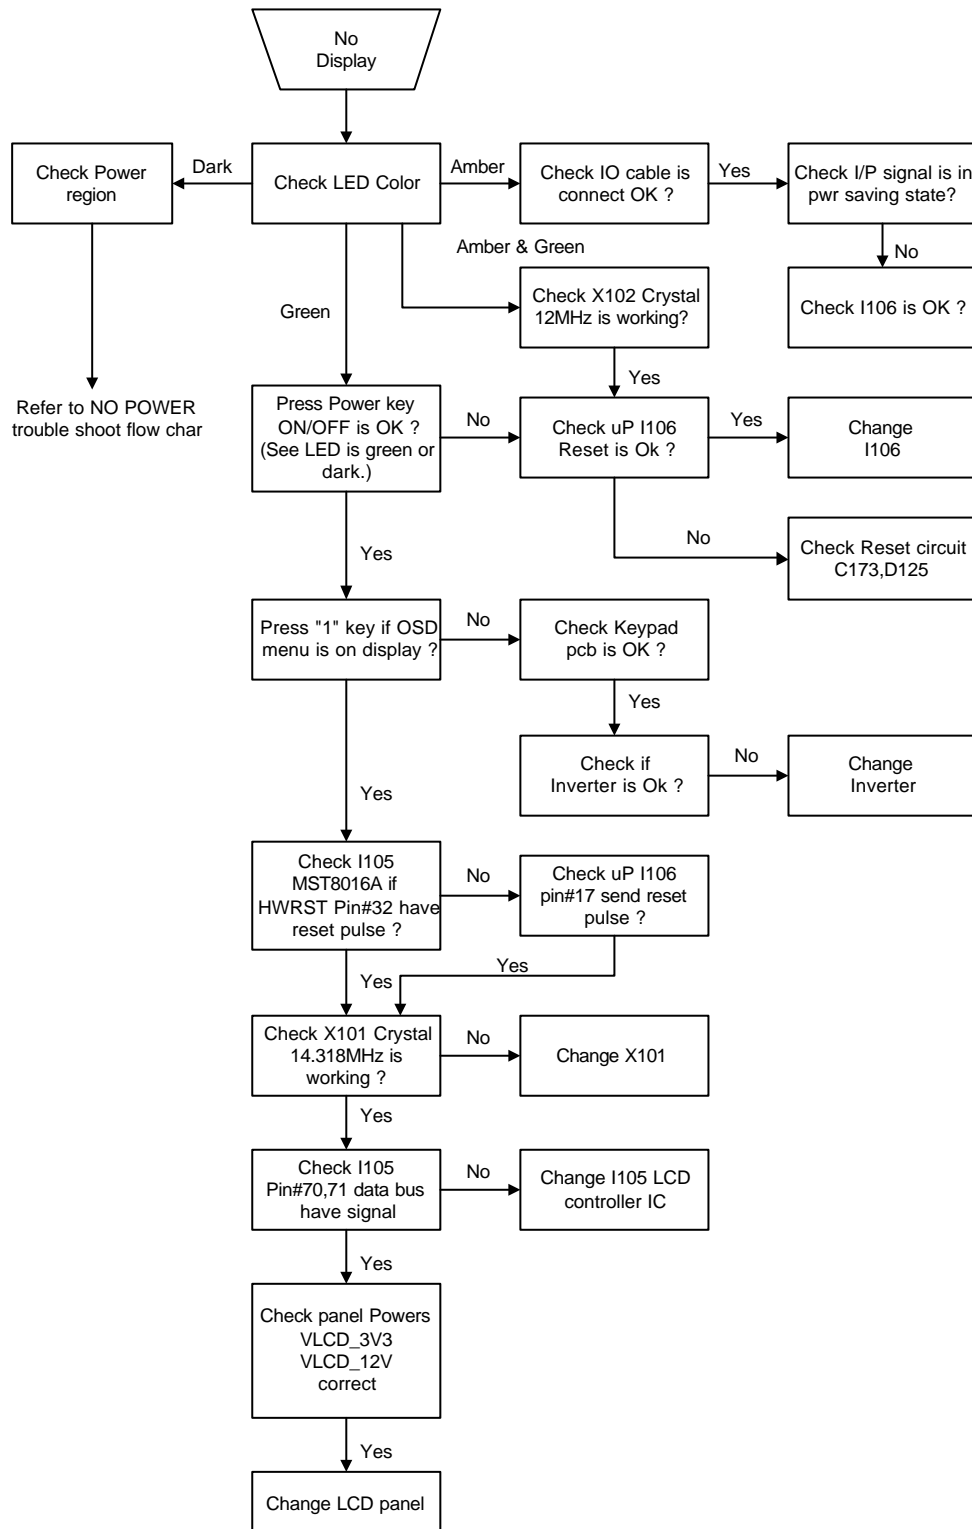 No
Display
Dark
Amber
Yes
Check Power
region
Check LED Color
Check IO cable is
connect OK ?
Check I/P signal is in
pwr saving state?
Amber & Green
No
Green
Check X102 Crystal
12MHz is working?
Check I106 is OK ?
Yes
Refer to NO POWER
trouble shoot flow char
Press Power key
ON/OFF is OK ?
(See LED is green or
dark.)
No
Check uP I106
Reset is Ok ?
Yes
Change
I106
No
Check Reset circuit
C173,D125
Yes
Press "1" key if OSD
menu is on display ?
No
Check Keypad
pcb is OK ?
Yes
Check if
Inverter is Ok ?
No
Change
Inverter
Yes
Check I105
MST8016A if
HWRST Pin#32 have
reset pulse ?
No
Check uP I106
pin#17 send reset
pulse ?
Yes
Yes
Check X101 Crystal
14.318MHz is
working ?
No
Change X101
Yes
Check I105
Pin#70,71 data bus
have signal
No
Change I105 LCD
controller IC
Yes
Check panel Powers
VLCD_3V3
VLCD_12V
correct
Yes
Change LCD panel